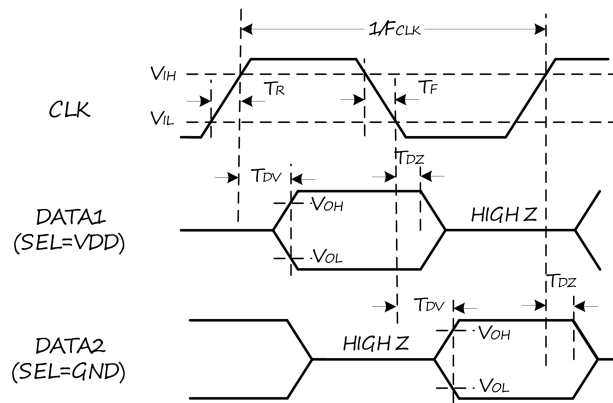 1/FCLK
VIH
TR
TF
CLK
VIL
TDV
TDZ
DATA1
(SEL=VDD)
VOH
HIGH Z
VOL
TDV
TDZ
DATA2
(SEL=GND)
HIGH Z
VOH
VOL